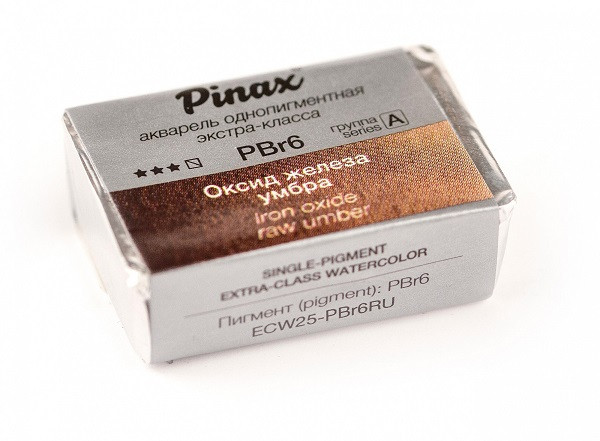 Pinax
акварель однопигментная
экстра-класса
PBr6
группа
series A
Оксид железа
умбра
iron oxide
raw umber
SINGLE-PIGMENT
EXTRA-CLASS WATERCOLOR
Пигмент (pigment): PBr6
ECW25-PBr6RU